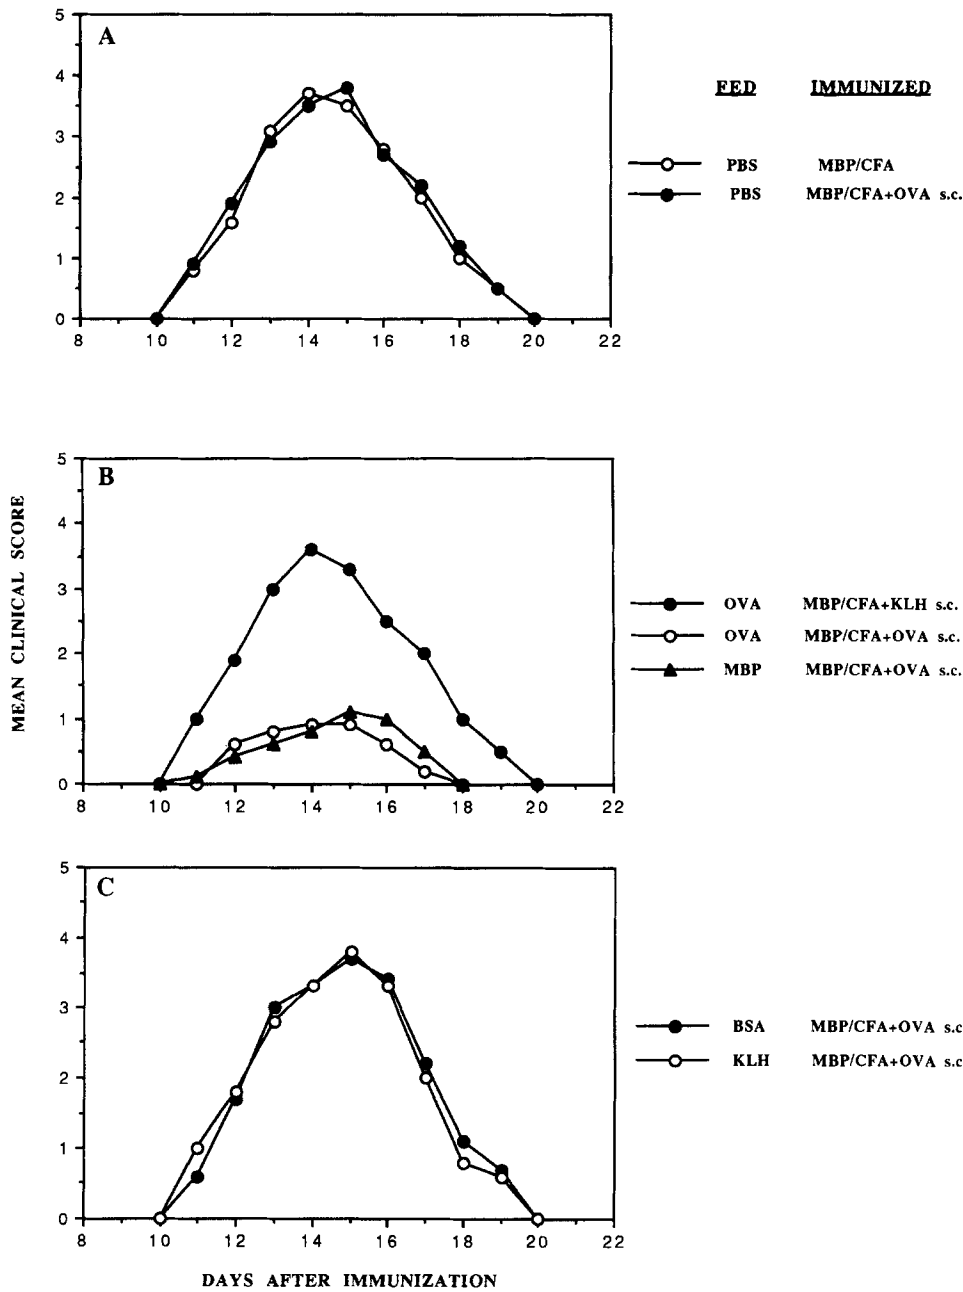 A
5
4
3
2
1
0
8 10 12 14 16 18 20 22
FED IMMUNIZED
PBS MBP/CFA
PBS MBP/CFA+OVA s.c.
MEAN CLINICAL SCORE
B
5
4
3
2
1
0
8 10 12 14 16 18 20 22
OVA MBP/CFA+KLH s.c.
OVA MBP/CFA+OVA s.c.
MBP MBP/CFA+OVA s.c.
C
5
4
3
2
1
0
8 10 12 14 16 18 20 22
BSA MBP/CFA+OVA s.c
KLH MBP/CFA+OVA s.c
DAYS AFTER IMMUNIZATION